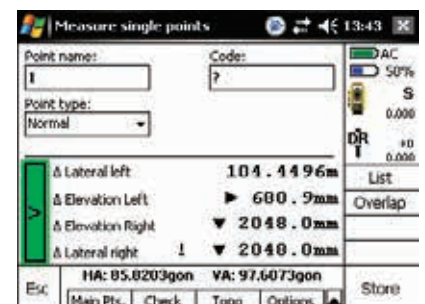 Measure single points 13:43
Point name: Code:
1 ?
Point type:
Normal
AC
50%
S
0.000
DR +0
T 0.000
List
Overlap
Δ Lateral left 104.4496m
Δ Elevation Left 680.9mm
Δ Elevation Right 2048.0mm
Δ Lateral right ! 2048.0mm
>
HA: 85.8203gon VA: 97.6073gon
Esc Main Pts. Check Topo Options Store